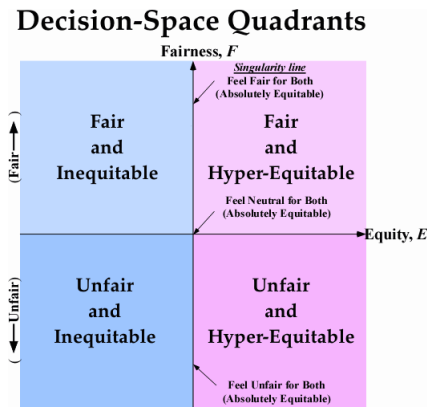 Decision-Space Quadrants
Fairness, F
Singularity line
Feel Fair for Both
(Absolutely Equitable)
Fair
and
Inequitable
Fair
and
Hyper-Equitable
(Fair→)
Feel Neutral for Both
(Absolutely Equitable)
Equity, E
(←Unfair)
Unfair
and
Inequitable
Unfair
and
Hyper-Equitable
Feel Unfair for Both
(Absolutely Equitable)